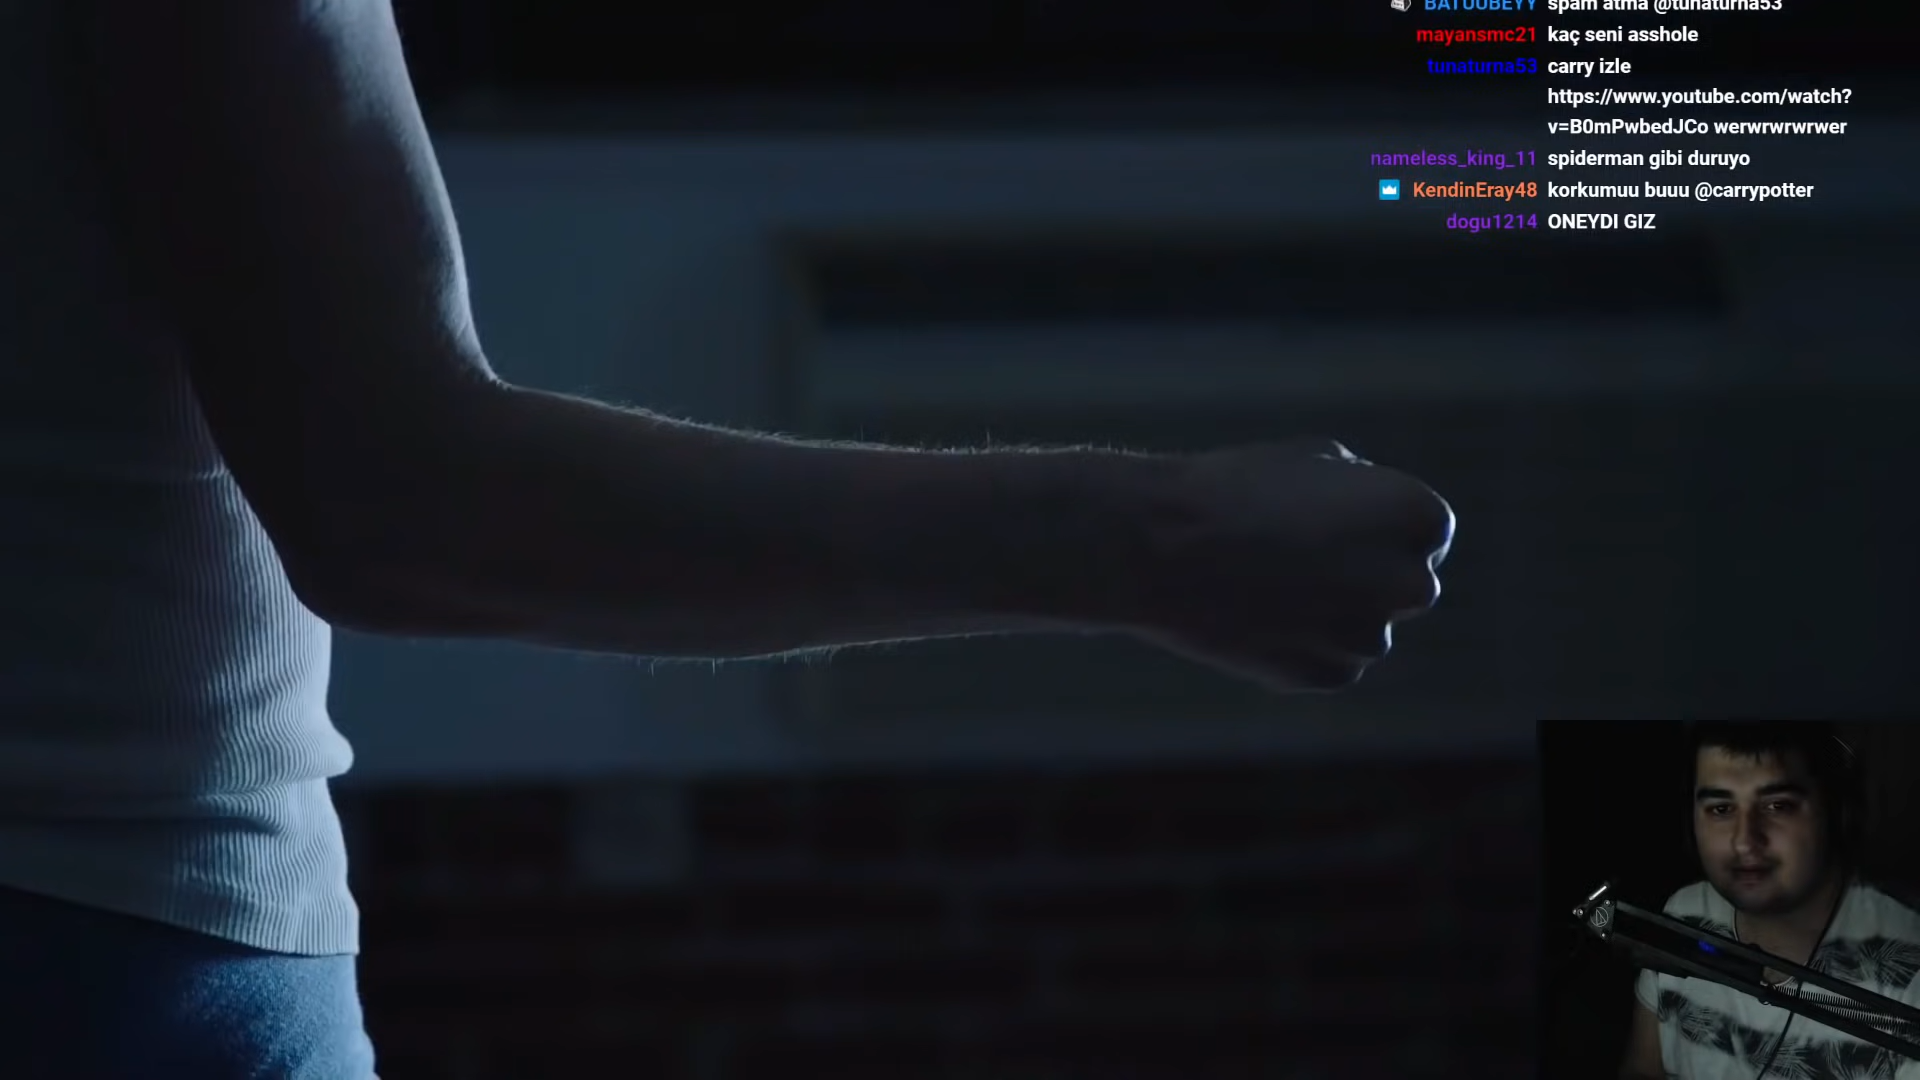 BATUUBEYY spam atma @tunaturna53
mayansmc21 kaç seni asshole
tunaturna53 carry izle
https://www.youtube.com/watch?
v=B0mPwbedJCo werwrwrwrwer
nameless_king_11 spiderman gibi duruyo
KendinEray48 korkumuu buuu @carrypotter
dogu1214 ONEYDI GIZ